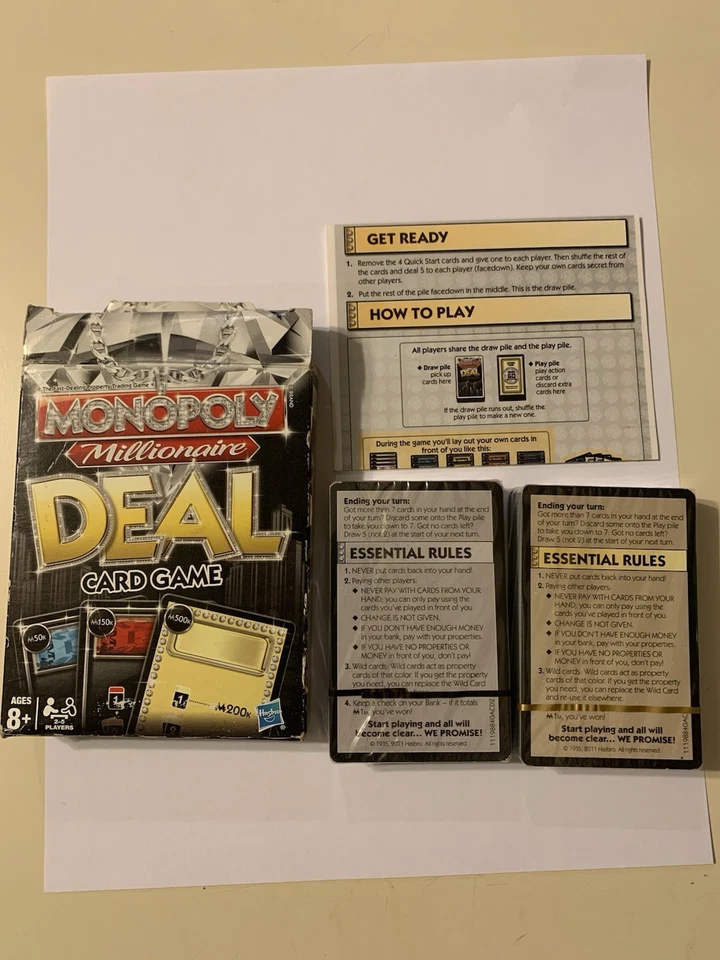 The Fast-Dealing Property Trading Game
BRAND
MONOPOLY
Millionaire
DEAL
CARD GAME
M50K
M150K
M500K
M200K
AGES
8+
2-5
PLAYERS
Hasbro
GET READY
1. Remove the 4 Quick Start cards and give one to each player. Then shuffle the rest of
the cards and deal 5 to each player (facedown). Keep your own cards secret from
other players.
2. Put the rest of the pile facedown in the middle. This is the draw pile.
HOW TO PLAY
All players share the draw pile and the play pile.
◆ Draw pile
pick up
cards here
DEAL
GO
◆ Play pile
play action
cards or
discard extra
cards here
If the draw pile runs out, shuffle the
play pile to make a new one.
During the game you'll lay out your own cards in
front of you like this:
Ending your turn:
Got more than 7 cards in your hand at the end
of your turn? Discard some onto the Play pile
to take you down to 7. Got no cards left?
Draw 5 (not 2) at the start of your next turn.
ESSENTIAL RULES
1. NEVER put cards back into your hand!
2. Paying other players:
◆ NEVER PAY WITH CARDS FROM YOUR
HAND; you can only pay using the
cards you've played in front of you.
◆ CHANGE IS NOT GIVEN.
◆ IF YOU DON'T HAVE ENOUGH MONEY
in your bank, pay with your properties.
◆ IF YOU HAVE NO PROPERTIES OR
MONEY in front of you, don't pay!
3. Wild cards: Wild cards act as property
cards of that color. If you get the property
you need, you can replace the Wild Card
4. Keep a check on your Bank – if it totals
M1M, you've won!
Start playing and all will
become clear... WE PROMISE!
© 1935, 2011 Hasbro. All rights reserved.
Ending your turn:
Got more than 7 cards in your hand at the end
of your turn? Discard some onto the Play pile
to take you down to 7. Got no cards left?
Draw 5 (not 2) at the start of your next turn.
ESSENTIAL RULES
1. NEVER put cards back into your hand!
2. Paying other players:
◆ NEVER PAY WITH CARDS FROM YOUR
HAND; you can only pay using the
cards you've played in front of you.
◆ CHANGE IS NOT GIVEN.
◆ IF YOU DON'T HAVE ENOUGH MONEY
in your bank, pay with your properties.
◆ IF YOU HAVE NO PROPERTIES OR
MONEY in front of you, don't pay!
3. Wild cards: Wild cards act as property
cards of that color. If you get the property
you need, you can replace the Wild Card
and re-use it elsewhere.
M1M, you've won!
Start playing and all will
become clear... WE PROMISE!
© 1935, 2011 Hasbro. All rights reserved.